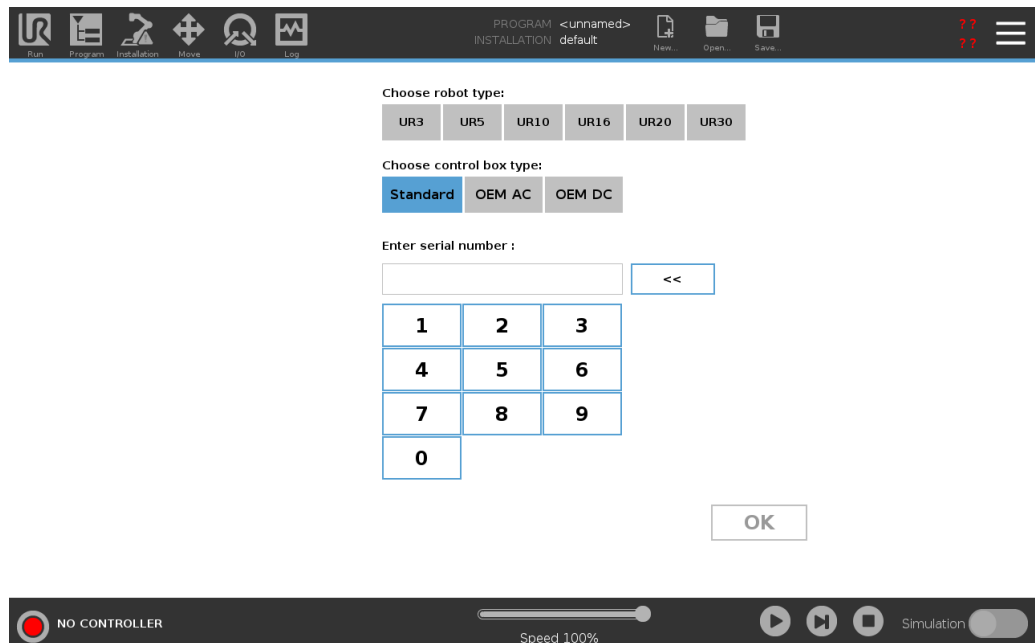 UR
PROGRAM <unnamed>
INSTALLATION default
Run Program Installation Move I/O Log New... Open... Save...
? ?
? ?
Choose robot type:
UR3 UR5 UR10 UR16 UR20 UR30
Choose control box type:
Standard OEM AC OEM DC
Enter serial number :
<<
1 2 3
4 5 6
7 8 9
0
OK
NO CONTROLLER
Speed 100%
Simulation